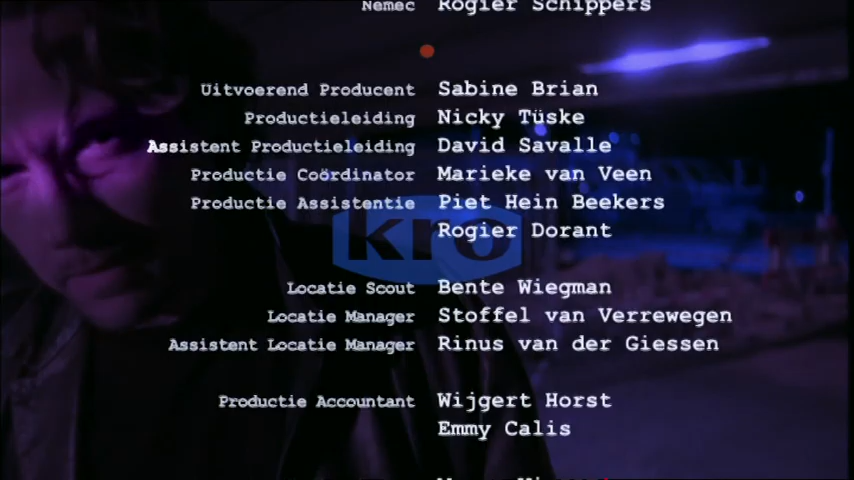 Nemec Rogier Schippers
Uitvoerend Producent Sabine Brian
Productieleiding Nicky Tüske
Assistent Productieleiding David Savalle
Productie Coördinator Marieke van Veen
Productie Assistentie Piet Hein Beekers
Rogier Dorant
kro
Locatie Scout Bente Wiegman
Locatie Manager Stoffel van Verrewegen
Assistent Locatie Manager Rinus van der Giessen
Productie Accountant Wijgert Horst
Emmy Calis